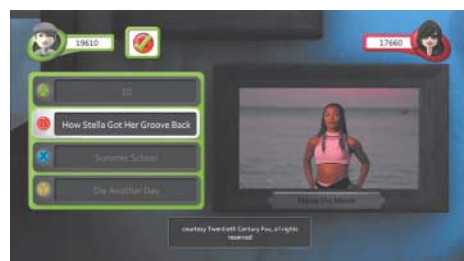 19610
17660
10
How Stella Got Her Groove Back
Summer School
Die Another Day
Name the Movie
courtesy Twentieth Century Fox, all rights
reserved